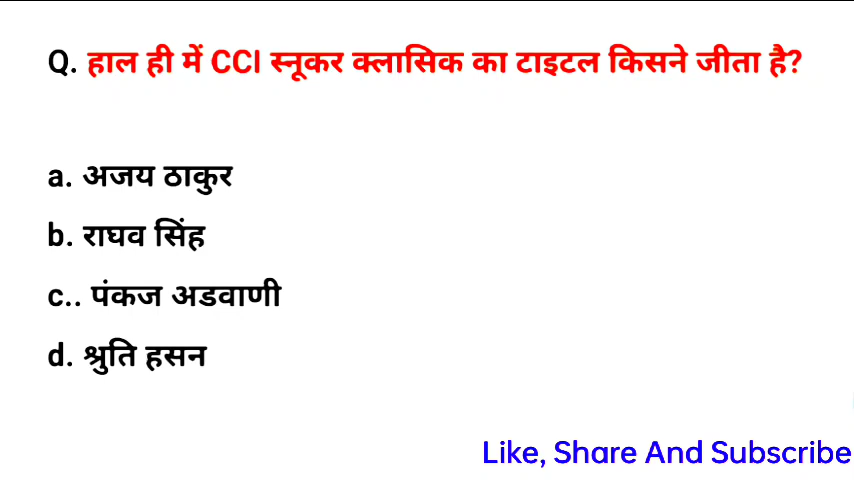 Q. हाल ही में CCI स्नूकर क्लासिक का टाइटल किसने जीता है?
a. अजय ठाकुर
b. राघव सिंह
c.. पंकज अडवाणी
d. श्रुति हसन
Like, Share And Subscribe